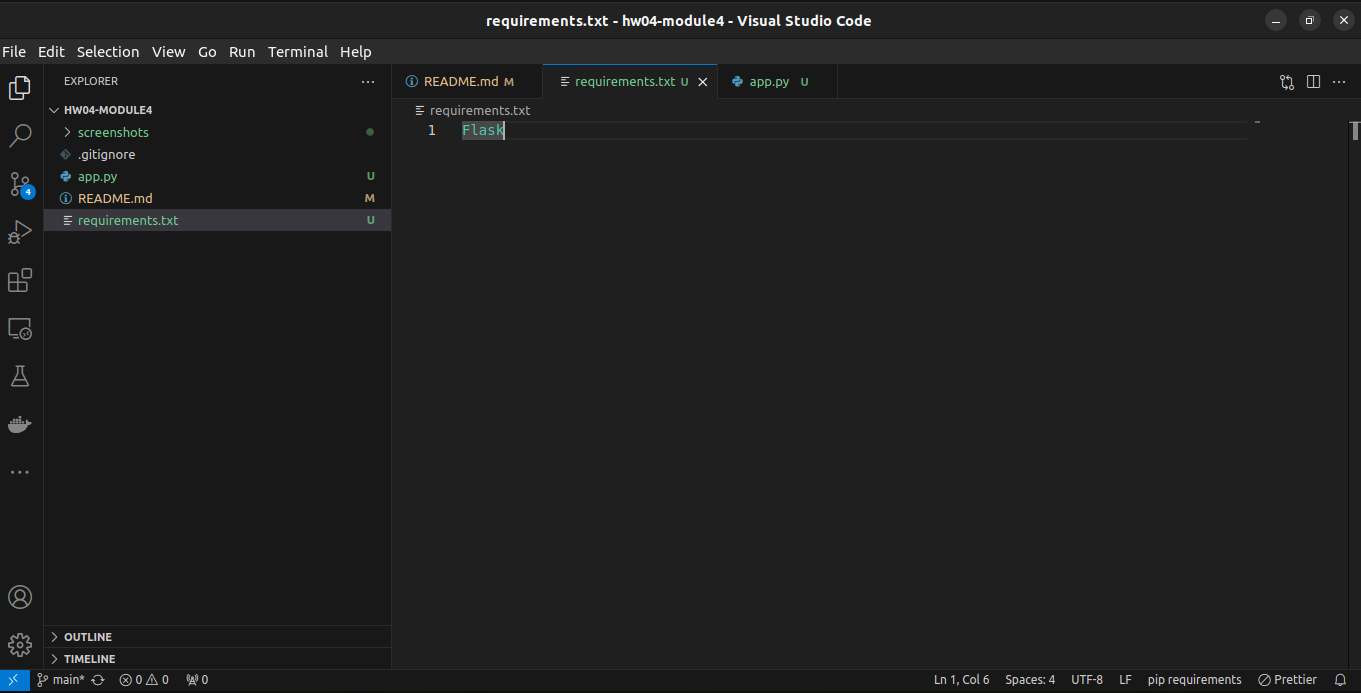 requirements.txt - hw04-module4 - Visual Studio Code
File Edit Selection View Go Run Terminal Help
EXPLORER
HW04-MODULE4
screenshots
.gitignore
app.py U
README.md M
requirements.txt U
OUTLINE
TIMELINE
README.md M requirements.txt U app.py U
requirements.txt
1 Flask
4
main* 0 0 0 Ln 1, Col 6 Spaces: 4 UTF-8 LF pip requirements Prettier